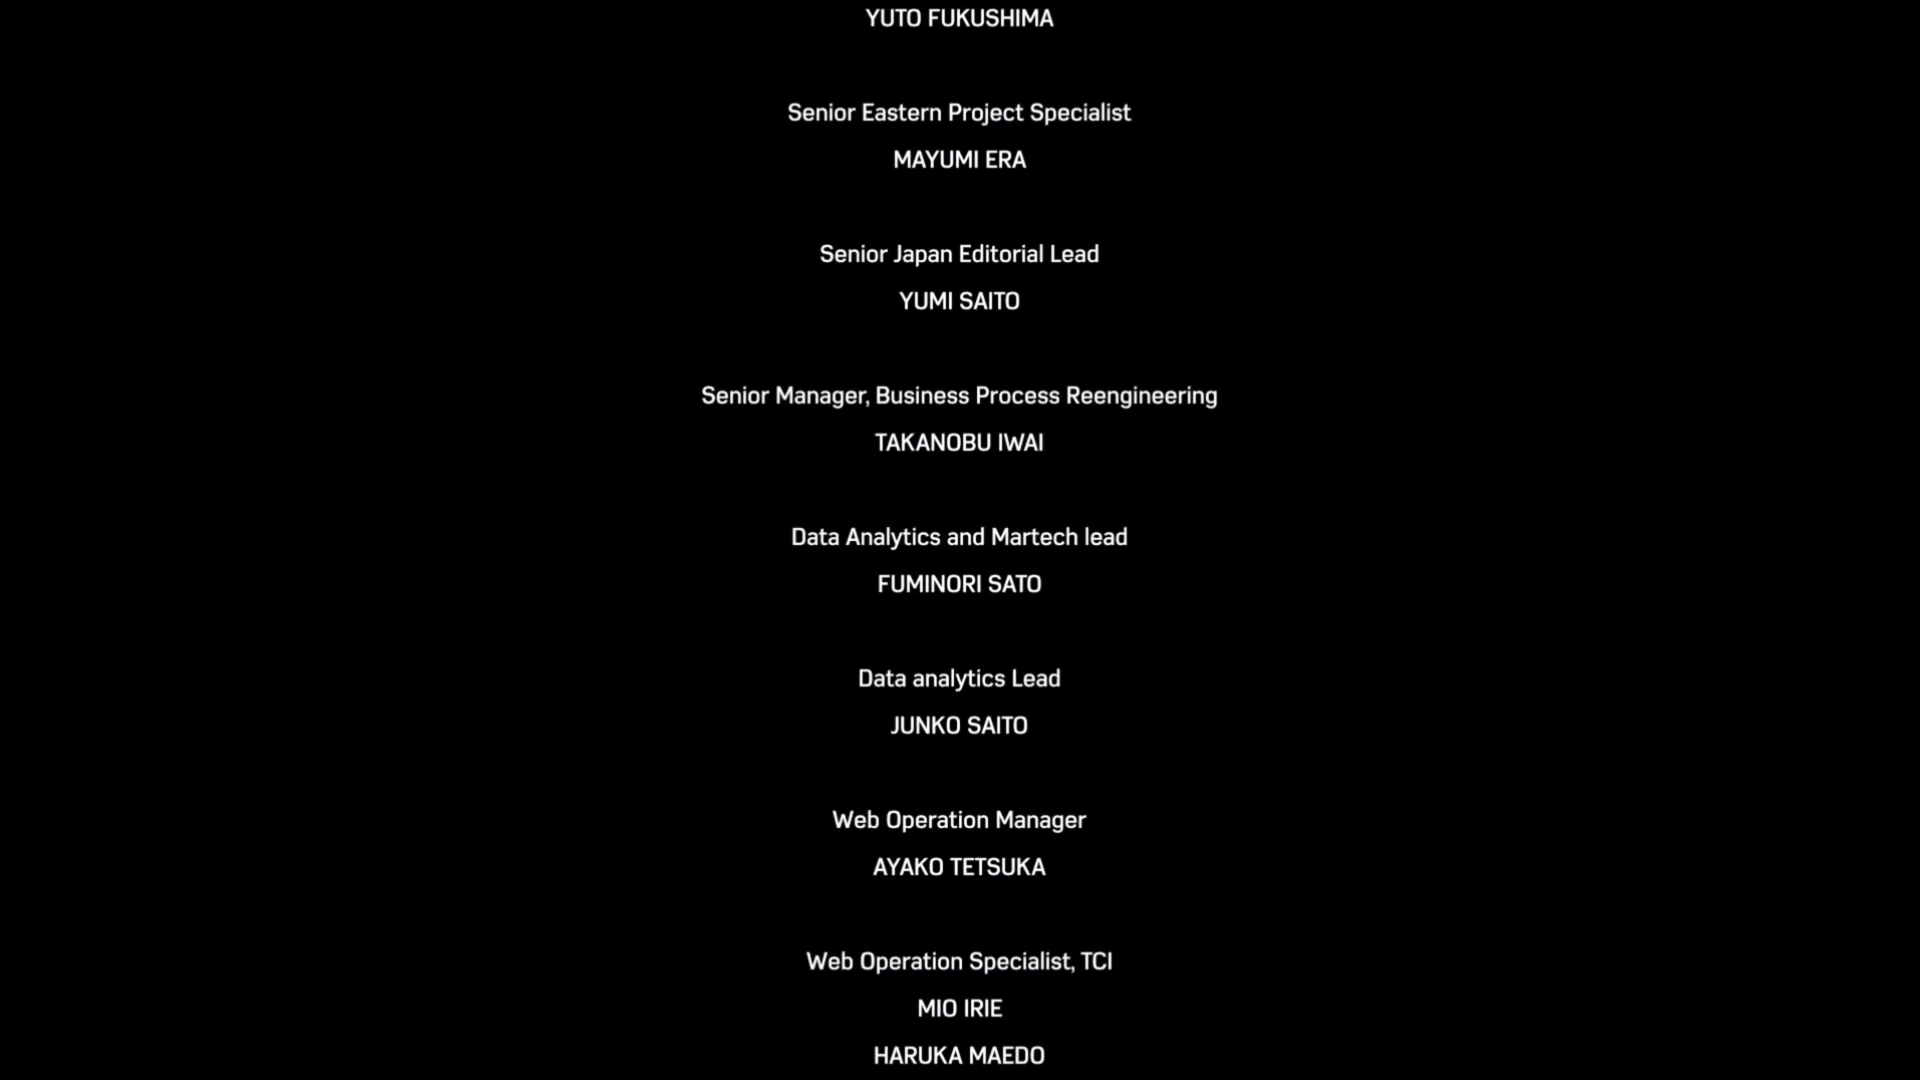 YUTO FUKUSHIMA
Senior Eastern Project Specialist
MAYUMI ERA
Senior Japan Editorial Lead
YUMI SAITO
Senior Manager, Business Process Reengineering
TAKANOBU IWAI
Data Analytics and Martech lead
FUMINORI SATO
Data analytics Lead
JUNKO SAITO
Web Operation Manager
AYAKO TETSUKA
Web Operation Specialist, TCI
MIO IRIE
HARUKA MAEDO